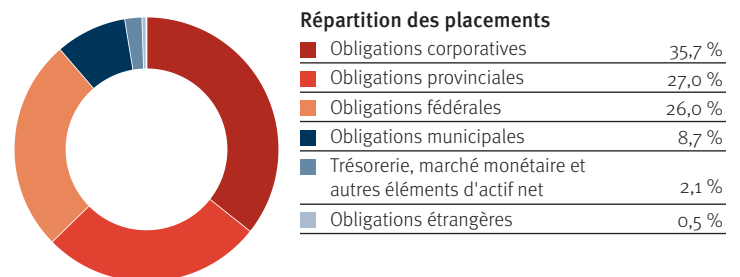 Répartition des placements
Obligations corporatives 35,7 %
Obligations provinciales 27,0 %
Obligations fédérales 26,0 %
Obligations municipales 8,7 %
Trésorerie, marché monétaire et
autres éléments d'actif net 2,1 %
Obligations étrangères 0,5 %